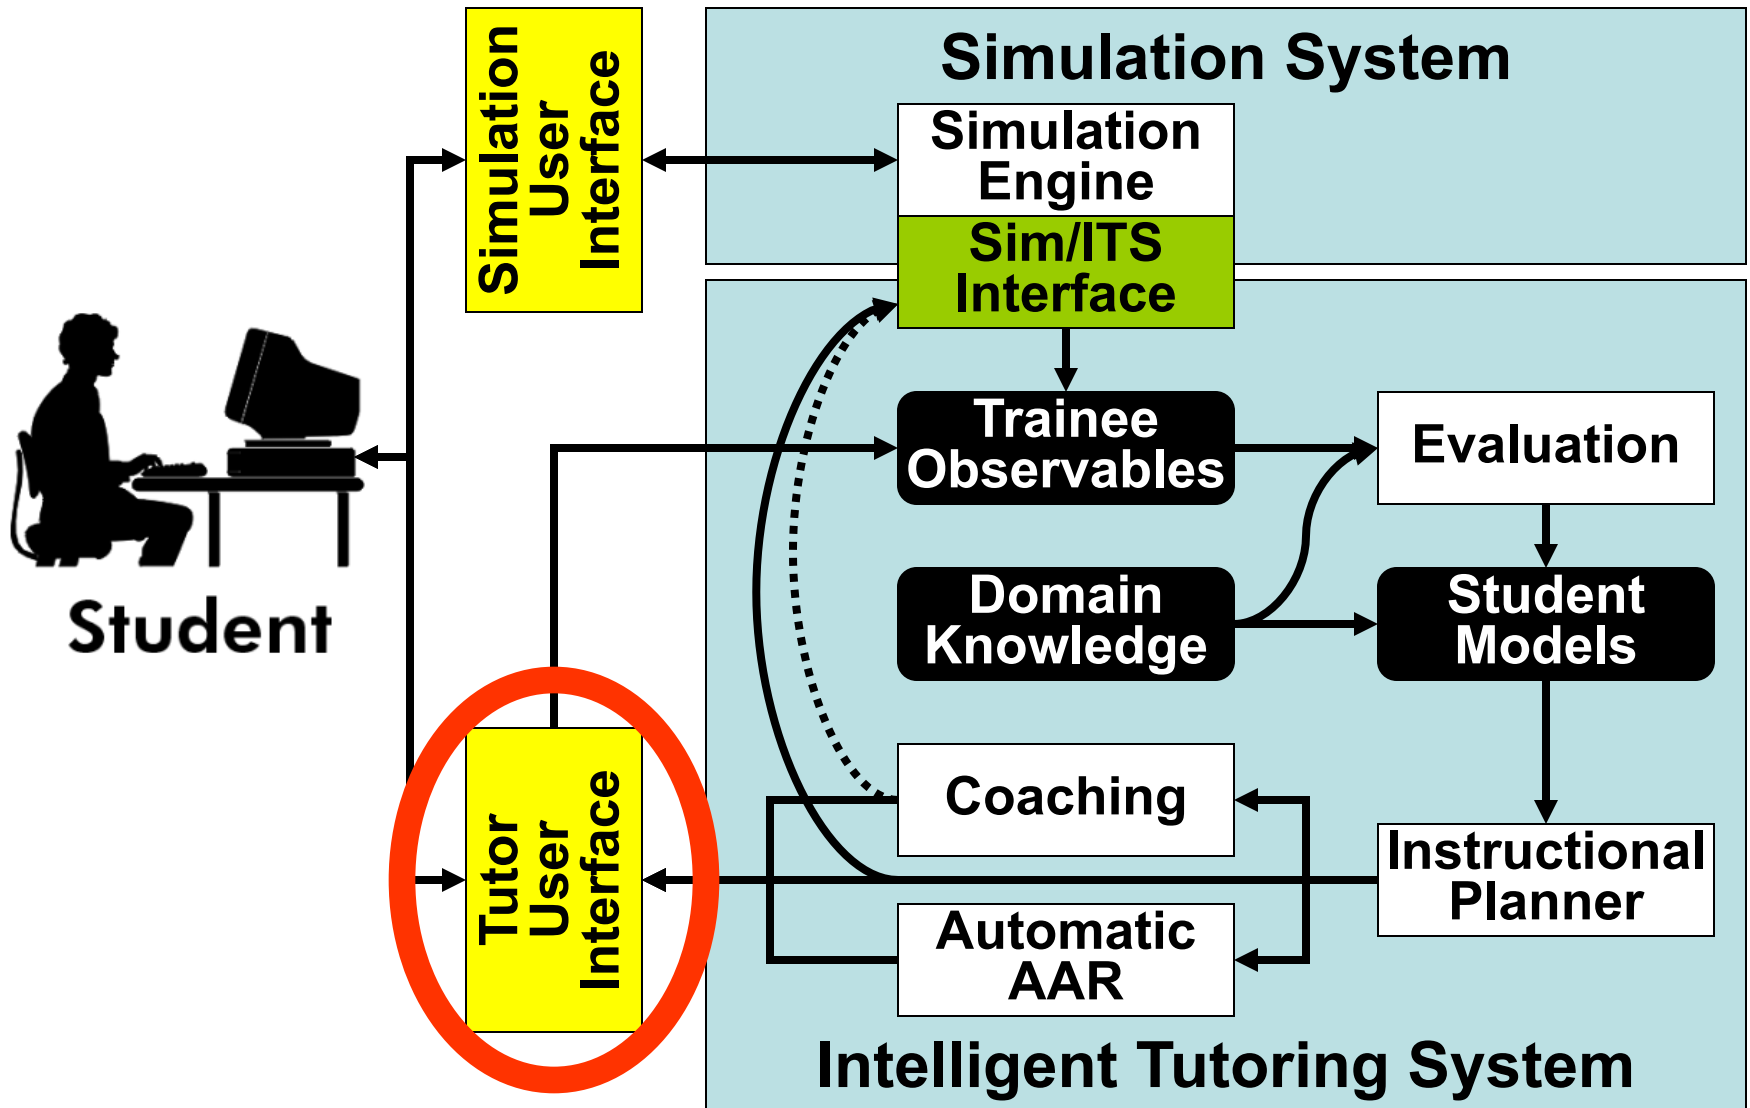 Simulation
User
Interface
Simulation System
Simulation
Engine
Sim/ITS
Interface
Trainee
Observables
Evaluation
Domain
Knowledge
Student
Models
Student
Tutor
User
Interface
Coaching
Instructional
Planner
Automatic
AAR
Intelligent Tutoring System